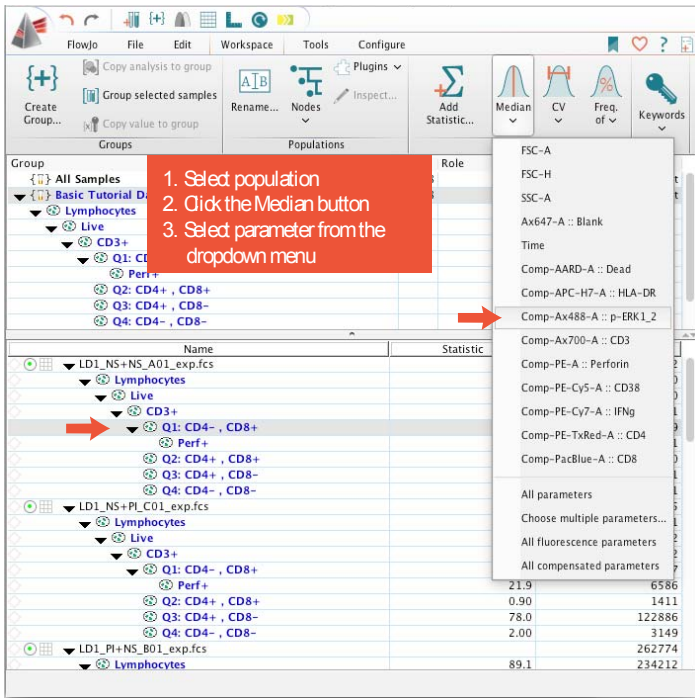 FlowJo File Edit Workspace Tools Configure
Copy analysis to group
Group selected samples
Copy value to group
Create
Group...
Groups
Rename...
Nodes
Plugins
Inspect...
Populations
Add
Statistic...
Median
CV
Freq.
of
Keywords
Group Role
{ } All Samples
{ } Basic Tutorial Da
Lymphocytes
Live
CD3+
Q1: CD
Perf+
Q2: CD4+ , CD8+
Q3: CD4+ , CD8-
Q4: CD4- , CD8-
1. Select population
2. Click the Median button
3. Select parameter from the
dropdown menu
FSC-A
FSC-H
SSC-A
Ax647-A :: Blank
Time
Comp-AARD-A :: Dead
Comp-APC-H7-A :: HLA-DR
Comp-Ax488-A :: p-ERK1_2
Comp-Ax700-A :: CD3
Comp-PE-A :: Perforin
Comp-PE-Cy5-A :: CD38
Comp-PE-Cy7-A :: IFNg
Comp-PE-TxRed-A :: CD4
Comp-PacBlue-A :: CD8
All parameters
Choose multiple parameters...
All fluorescence parameters
All compensated parameters
Name Statistic
LD1_NS+NS_A01_exp.fcs
Lymphocytes
Live
CD3+
Q1: CD4- , CD8+
Perf+
Q2: CD4+ , CD8+
Q3: CD4+ , CD8-
Q4: CD4- , CD8-
LD1_NS+PI_C01_exp.fcs
Lymphocytes
Live
CD3+
Q1: CD4- , CD8+
Perf+ 21.9 6586
Q2: CD4+ , CD8+ 0.90 1411
Q3: CD4+ , CD8- 78.0 122886
Q4: CD4- , CD8- 2.00 3149
LD1_PI+NS_B01_exp.fcs 262774
Lymphocytes 89.1 234212